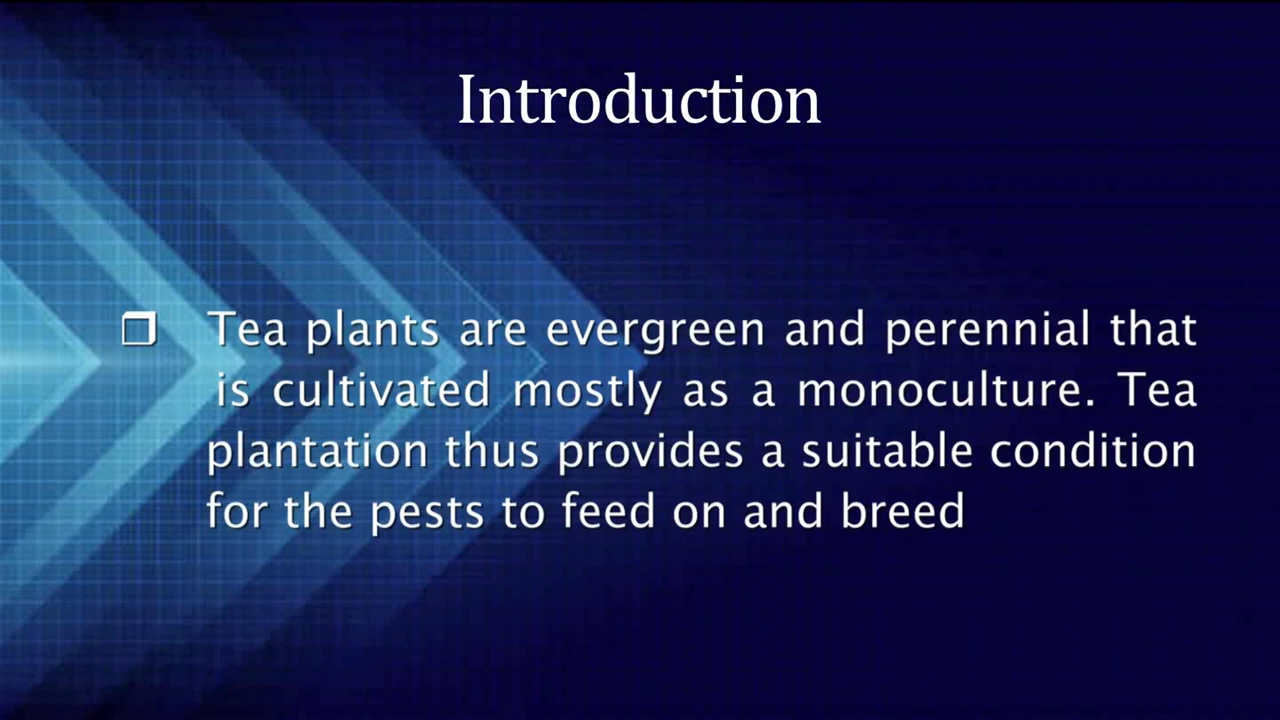 Introduction
❒ Tea plants are evergreen and perennial that
is cultivated mostly as a monoculture. Tea
plantation thus provides a suitable condition
for the pests to feed on and breed